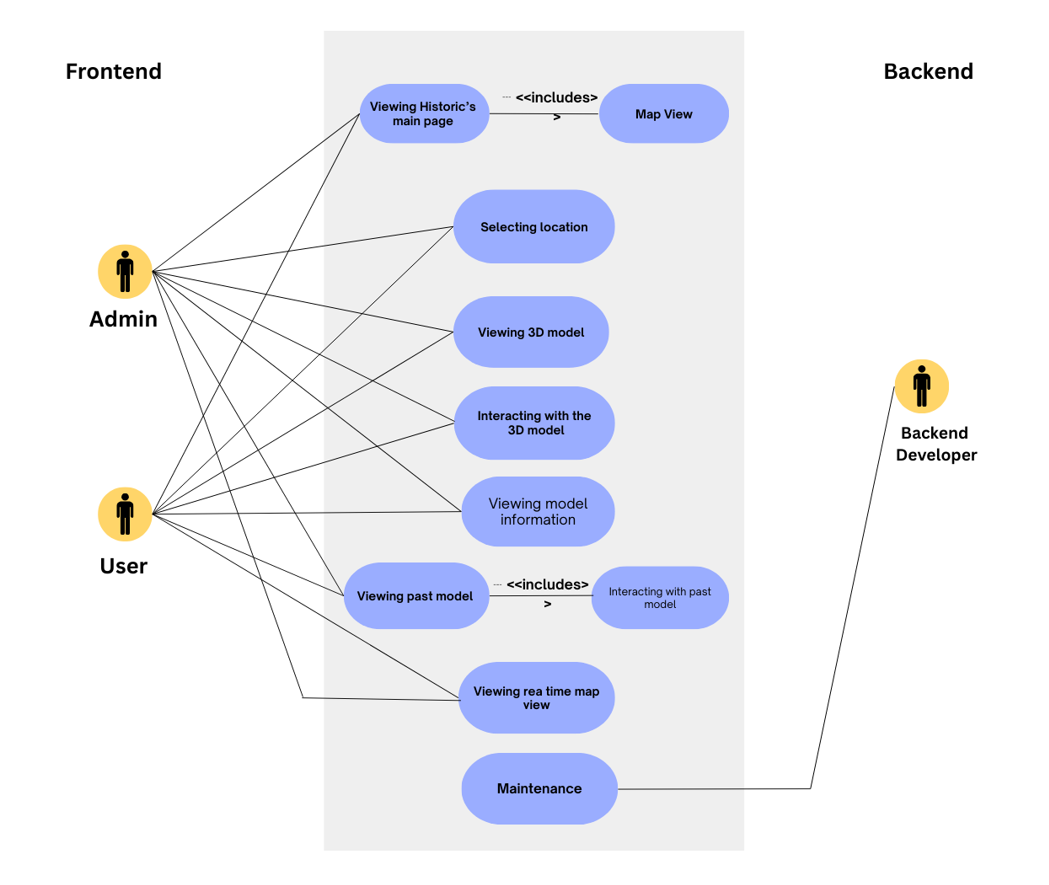 Frontend
Backend
Viewing Historic's
main page
--- <<includes>
>
Map View
Selecting location
Admin
Viewing 3D model
Interacting with the
3D model
Backend
Developer
Viewing model
information
User
Viewing past model
--- <<includes>
>
Interacting with past
model
Viewing rea time map
view
Maintenance